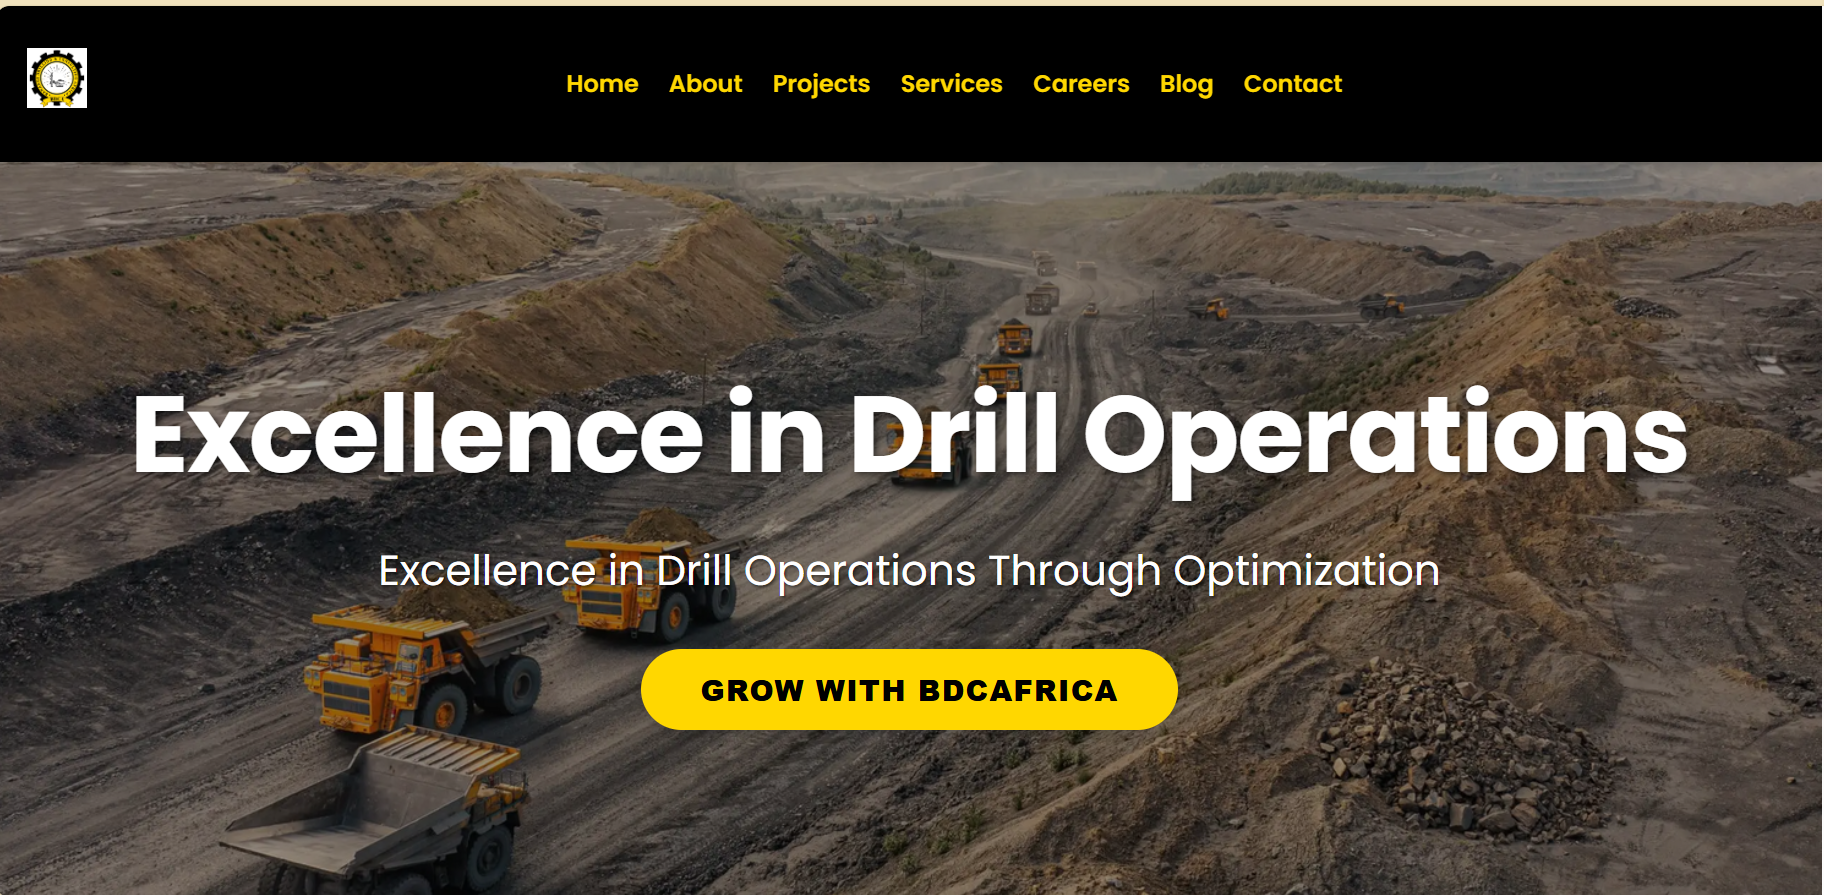 Home About Projects Services Careers Blog Contact
Excellence in Drill Operations
Excellence in Drill Operations Through Optimization
GROW WITH BDCAFRICA